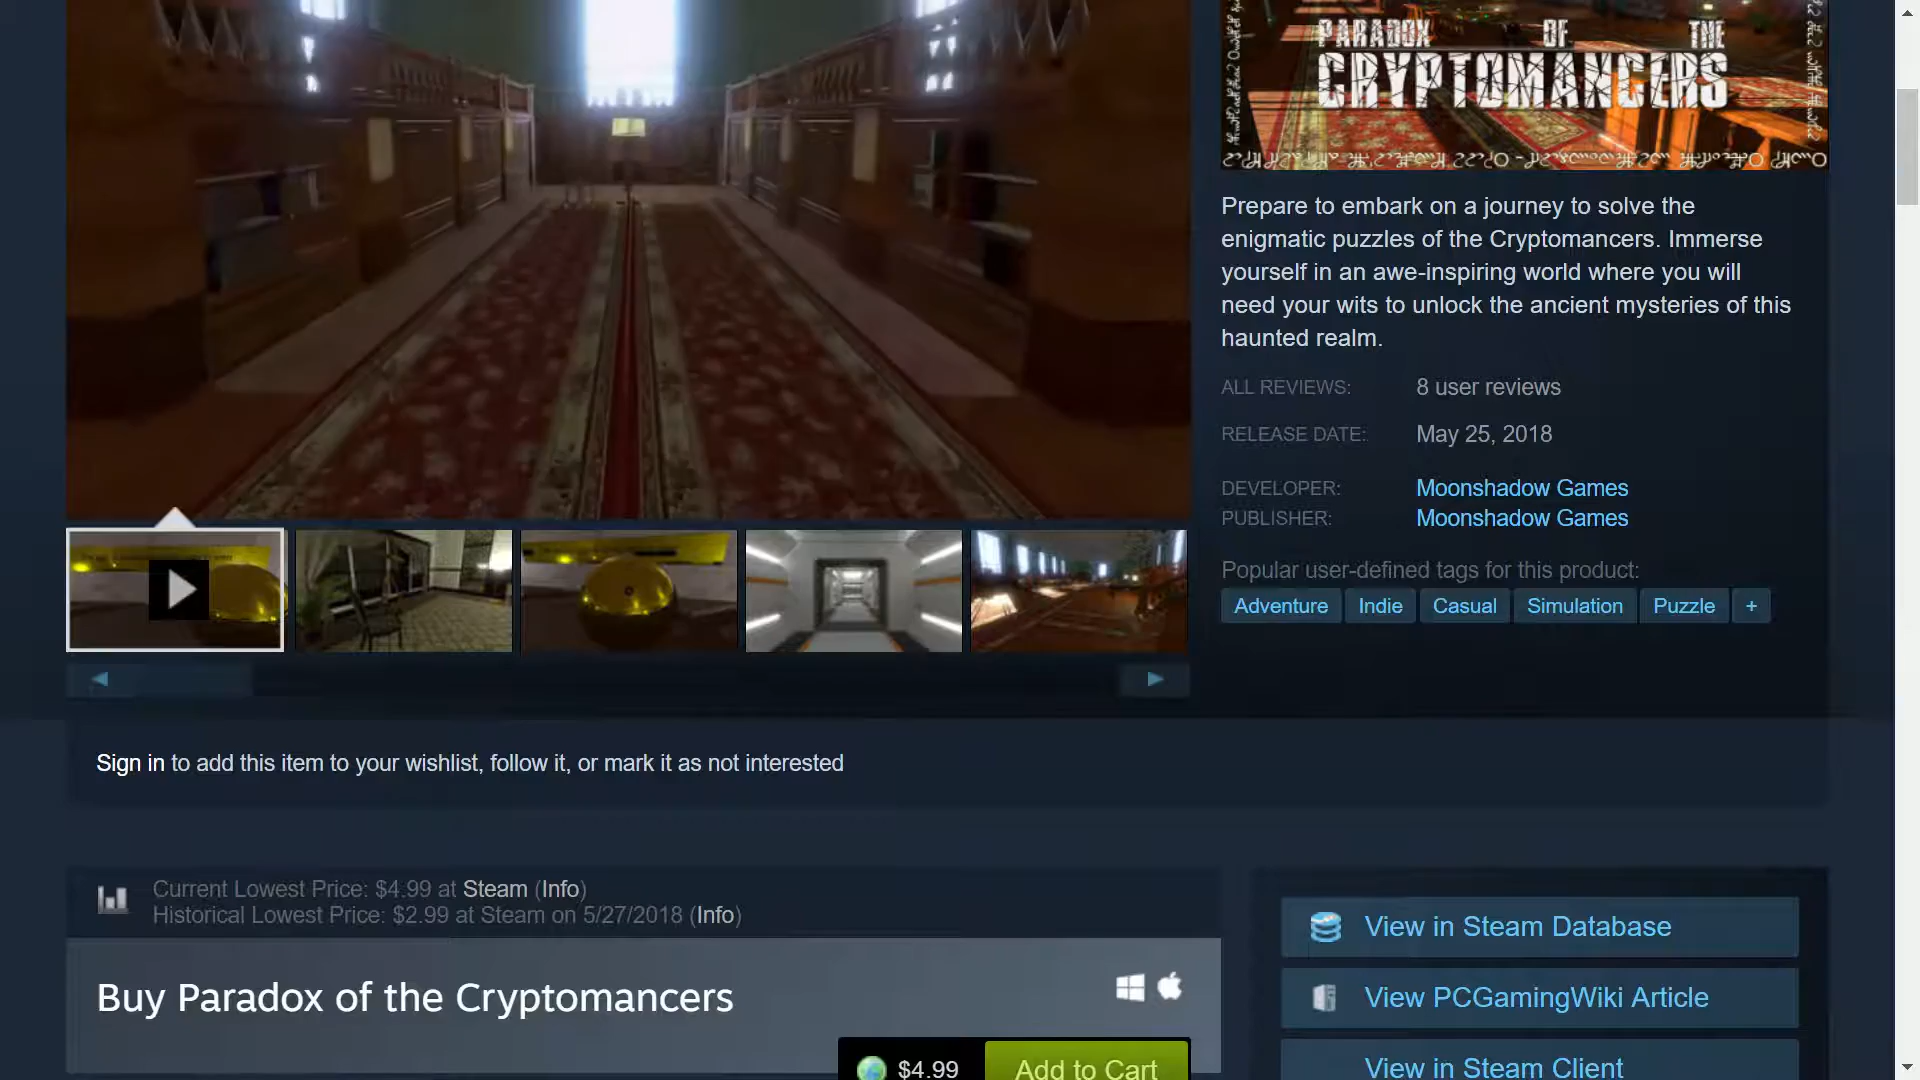 PARADOX OF THE
CRYPTOMANCERS
Prepare to embark on a journey to solve the
enigmatic puzzles of the Cryptomancers. Immerse
yourself in an awe-inspiring world where you will
need your wits to unlock the ancient mysteries of this
haunted realm.
ALL REVIEWS: 8 user reviews
RELEASE DATE: May 25, 2018
DEVELOPER: Moonshadow Games
PUBLISHER: Moonshadow Games
Popular user-defined tags for this product:
Adventure Indie Casual Simulation Puzzle +
Sign in to add this item to your wishlist, follow it, or mark it as not interested
Current Lowest Price: $4.99 at Steam (Info)
Historical Lowest Price: $2.99 at Steam on 5/27/2018 (Info)
Buy Paradox of the Cryptomancers
$4.99 Add to Cart
View in Steam Database
View PCGamingWiki Article
View in Steam Client